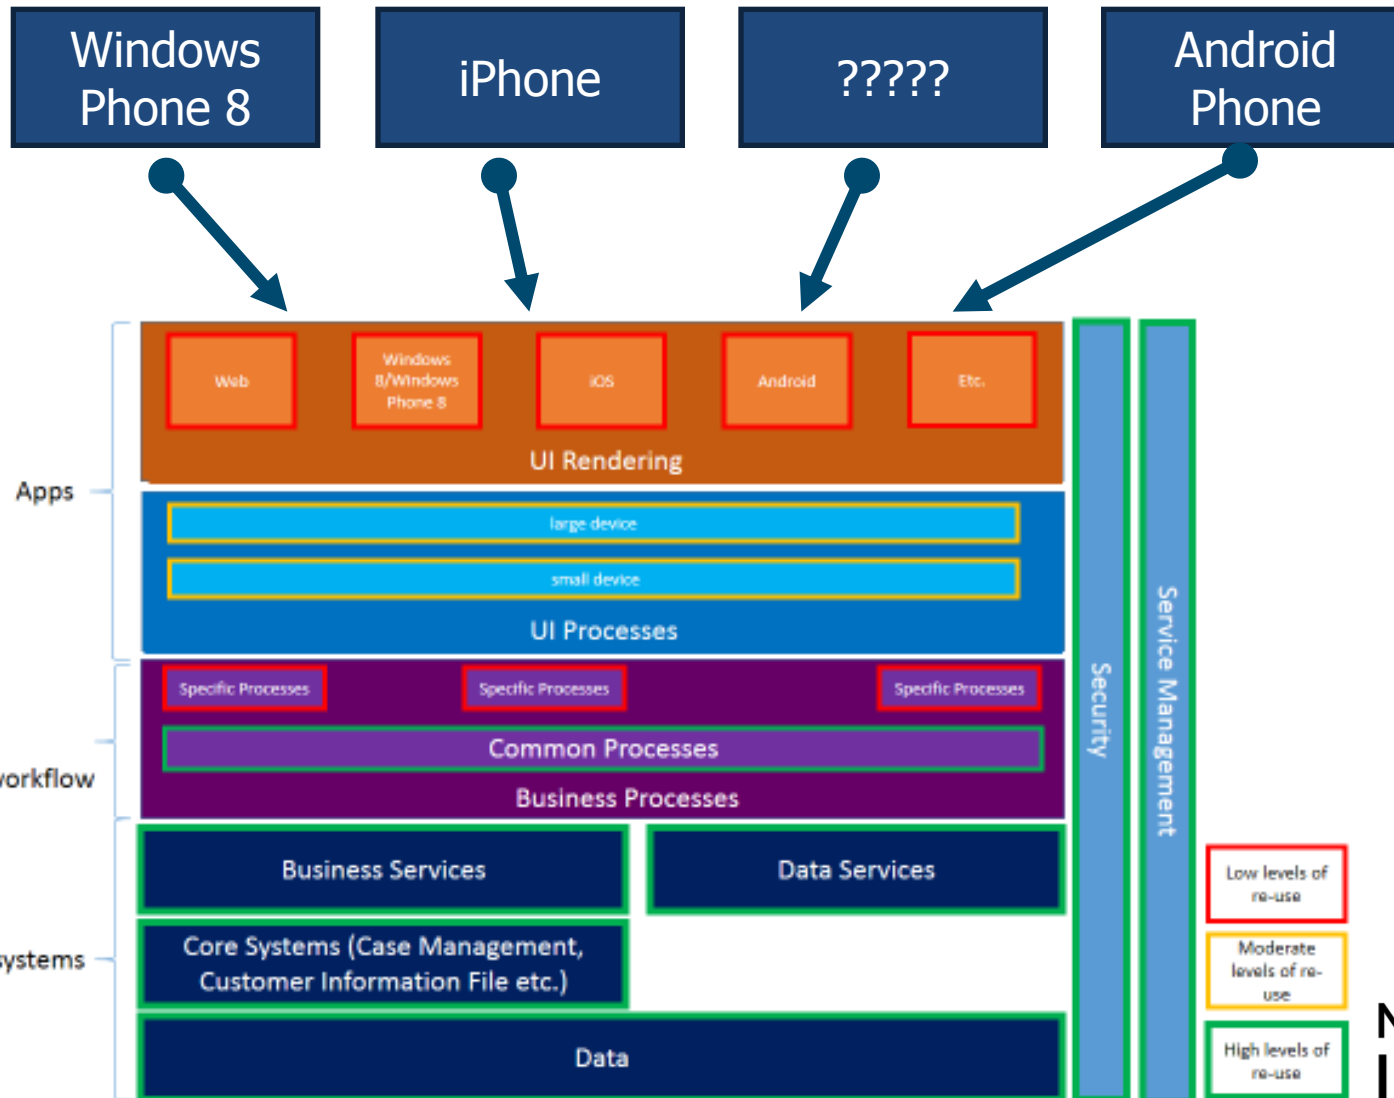 Windows
Phone 8
iPhone
?????
Android
Phone
Web
Windows
8/Windows
Phone 8
iOS
Android
Etc.
UI Rendering
Apps
large device
small device
UI Processes
Specific Processes
Specific Processes
Specific Processes
Common Processes
Business Processes
workflow
Security
Service Management
Business Services
Data Services
Core Systems (Case Management,
Customer Information File etc.)
systems
Data
Low levels of
re-use
Moderate
levels of re-
use
High levels of
re-use